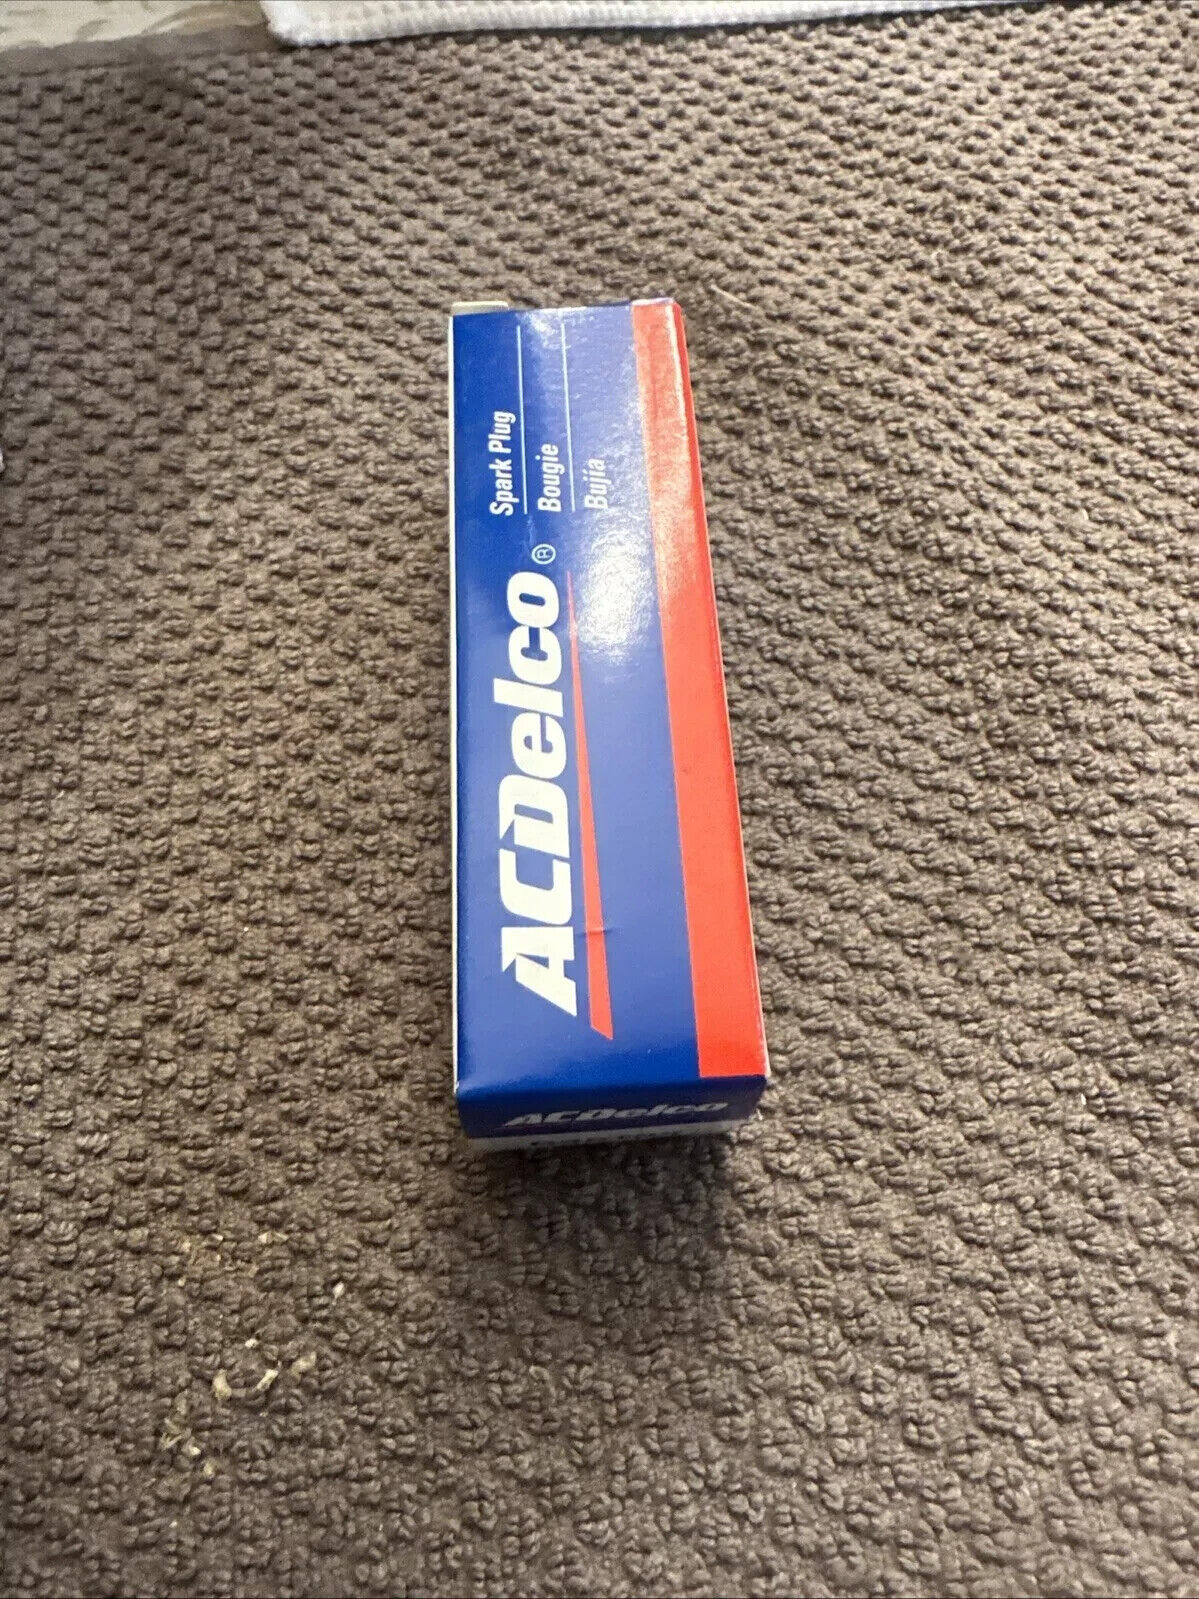 ACDelco®
Spark Plug
Bougie
Bujía
ACDelco